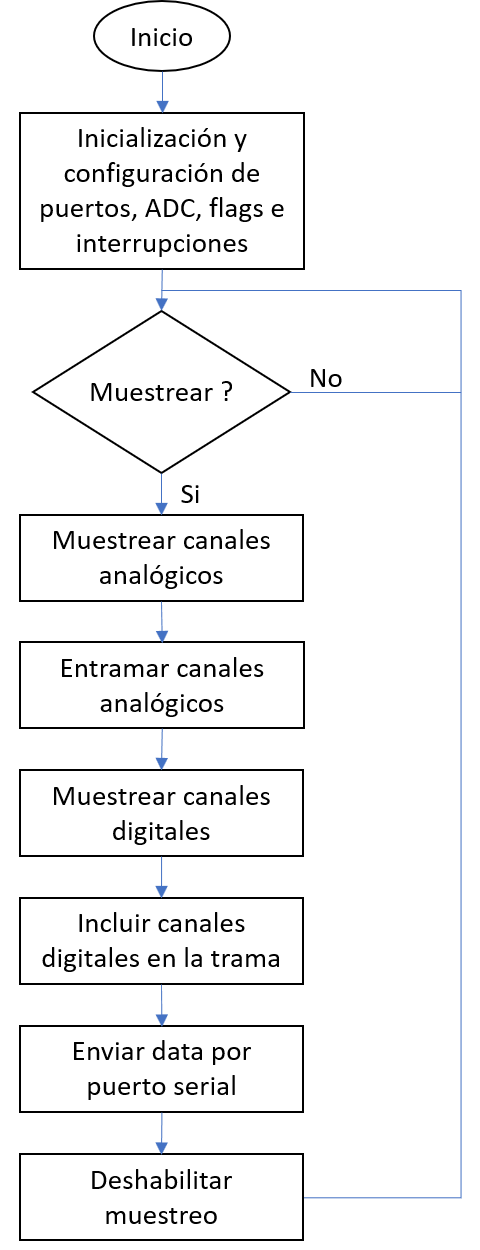 Inicio
Inicialización y
configuración de
puertos, ADC, flags e
interrupciones
Muestrear ?
No
Si
Muestrear canales
analógicos
Entramar canales
analógicos
Muestrear canales
digitales
Incluir canales
digitales en la trama
Enviar data por
puerto serial
Deshabilitar
muestreo